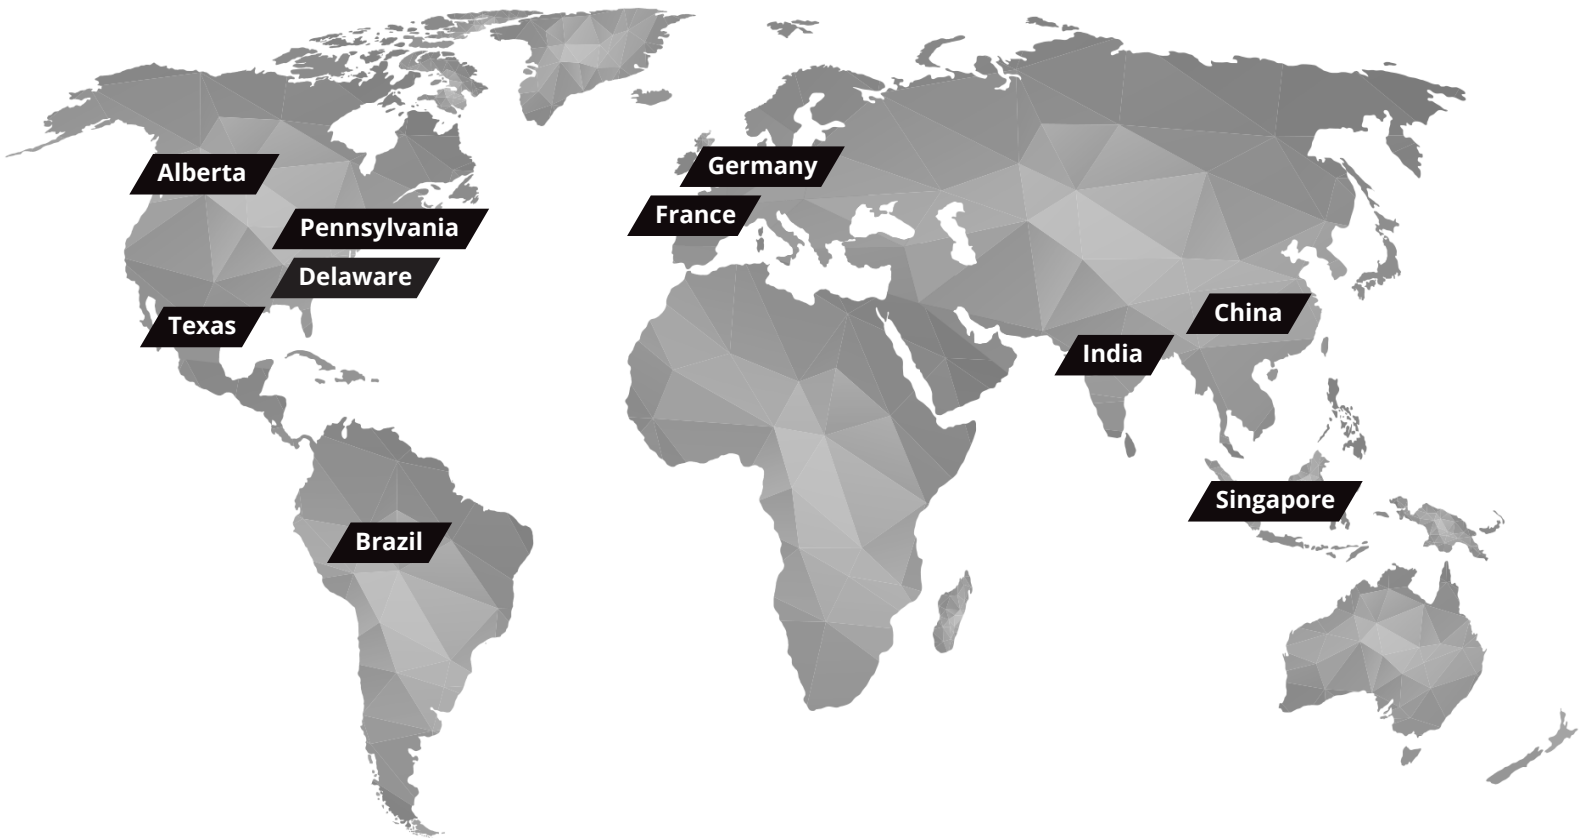 Alberta
Germany
France
Pennsylvania
Delaware
Texas
China
India
Singapore
Brazil